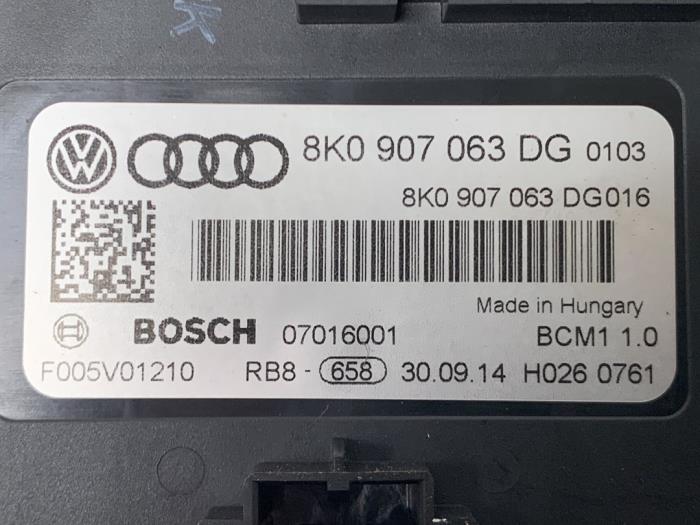 8K0 907 063 DG 0103
8K0 907 063 DG016
Made in Hungary
BOSCH 07016001 BCM1 1.0
F005V01210 RB8 - 658 30.09.14 H026 0761